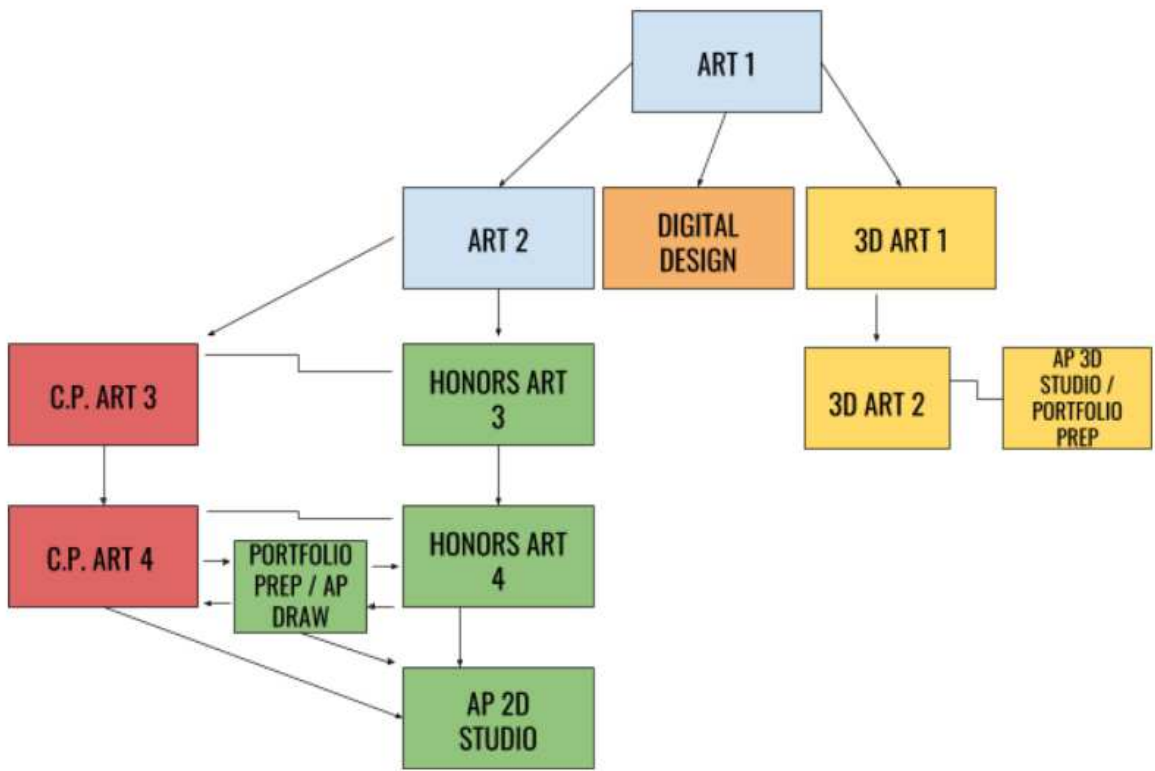 ART 1
ART 2
DIGITAL
DESIGN
3D ART 1
C.P. ART 3
HONORS ART
3
3D ART 2
AP 3D
STUDIO /
PORTFOLIO
PREP
C.P. ART 4
PORTFOLIO
PREP / AP
DRAW
HONORS ART
4
AP 2D
STUDIO